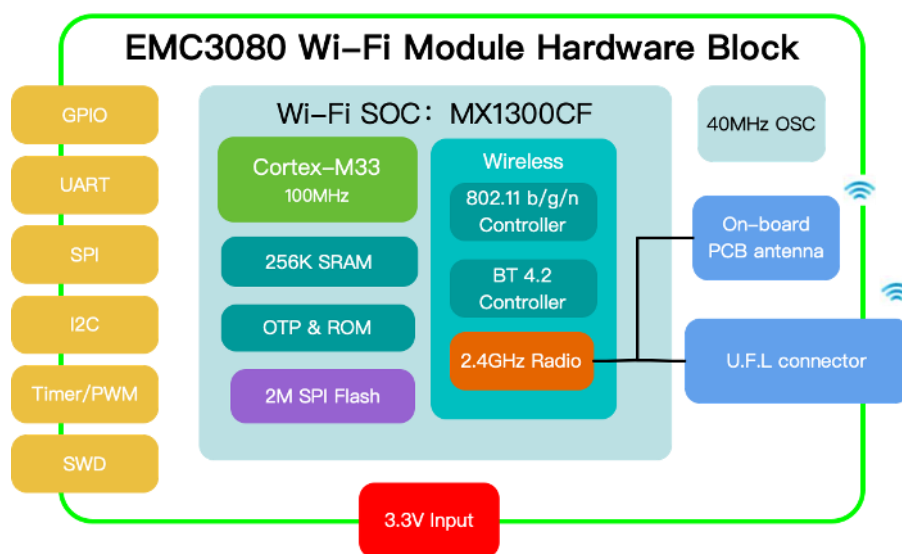 EMC3080 Wi-Fi Module Hardware Block
GPIO
UART
SPI
I2C
Timer/PWM
SWD
Wi-Fi SOC: MX1300CF
Cortex-M33
100MHz
256K SRAM
OTP & ROM
2M SPI Flash
Wireless
802.11 b/g/n
Controller
BT 4.2
Controller
2.4GHz Radio
40MHz OSC
On-board
PCB antenna
U.F.L connector
3.3V Input